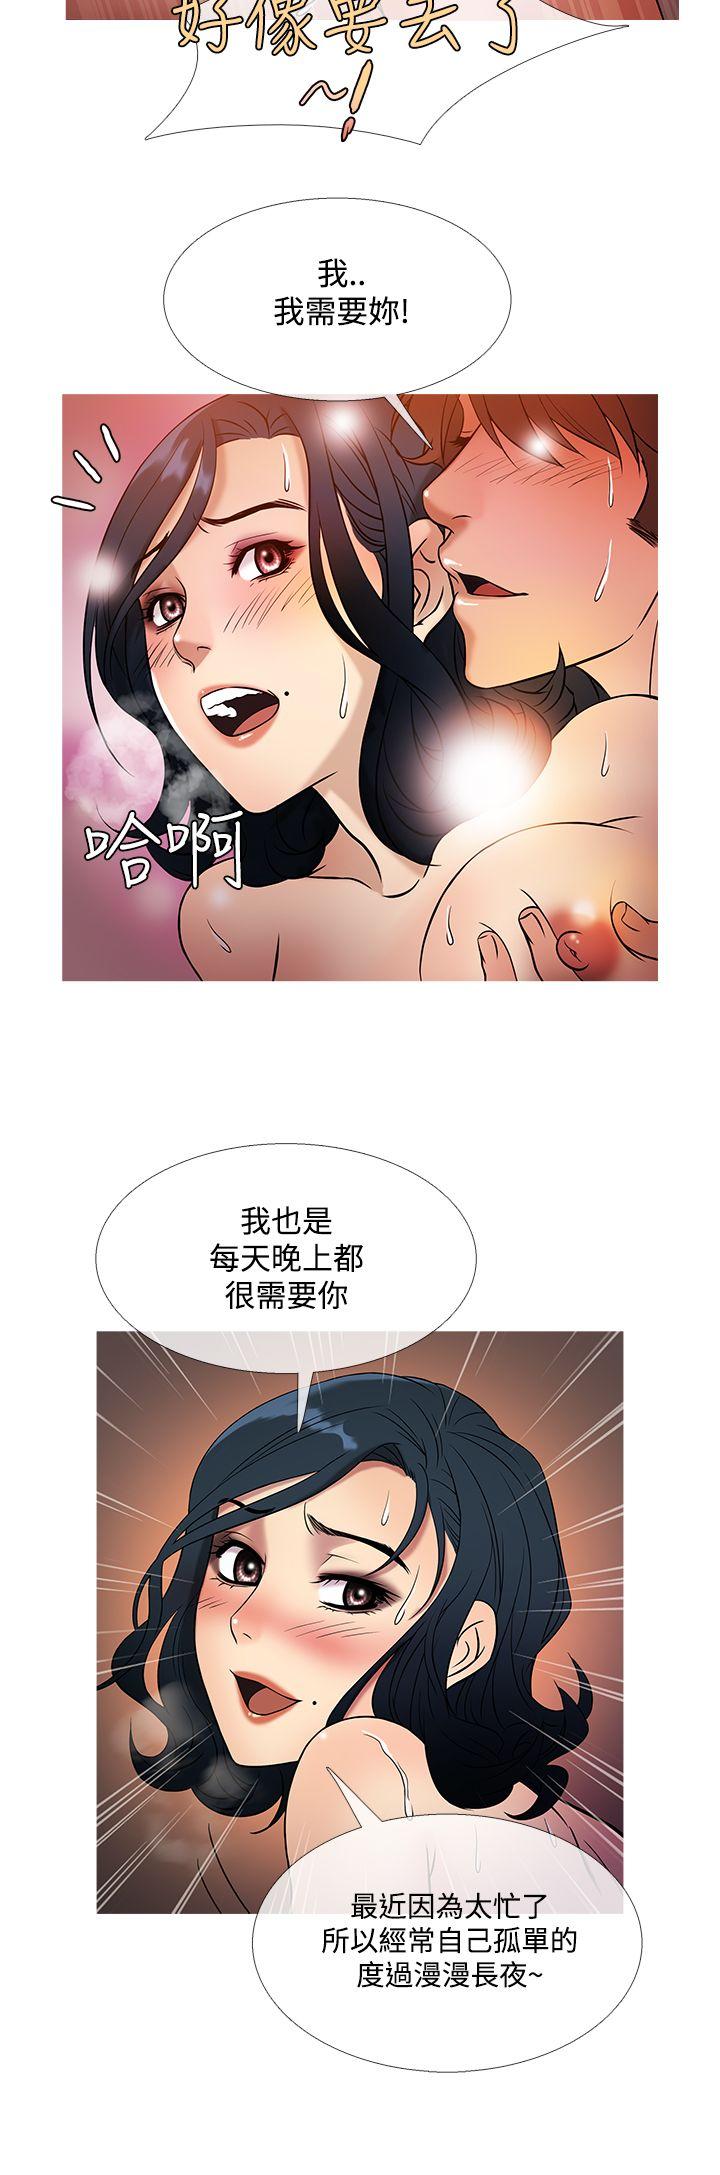 好像要去了
~!
我..
我需要妳!
哈啊
我也是
每天晚上都
很需要你
最近因為太忙了
所以經常自己孤單的
度過漫漫長夜~